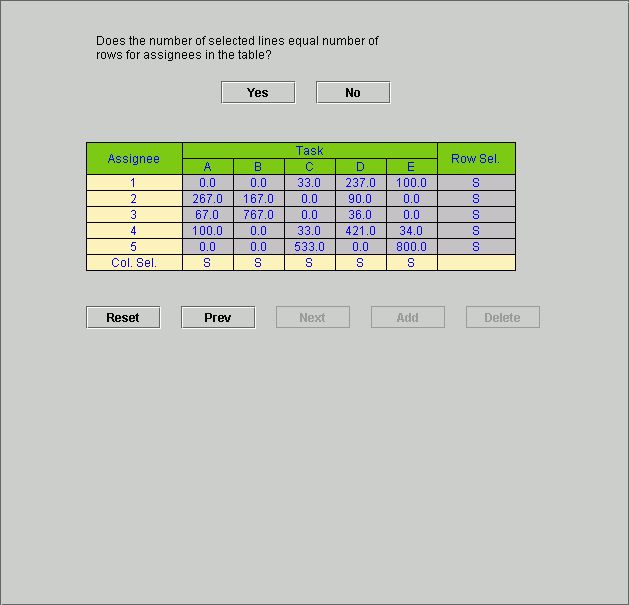 Does the number of selected lines equal number of
rows for assignees in the table?
Yes No
Assignee Task Row Sel.
A B C D E
1 0.0 0.0 33.0 237.0 100.0 S
2 267.0 167.0 0.0 90.0 0.0 S
3 67.0 767.0 0.0 36.0 0.0 S
4 100.0 0.0 33.0 421.0 34.0 S
5 0.0 0.0 533.0 0.0 800.0 S
Col. Sel. S S S S S
Reset Prev Next Add Delete